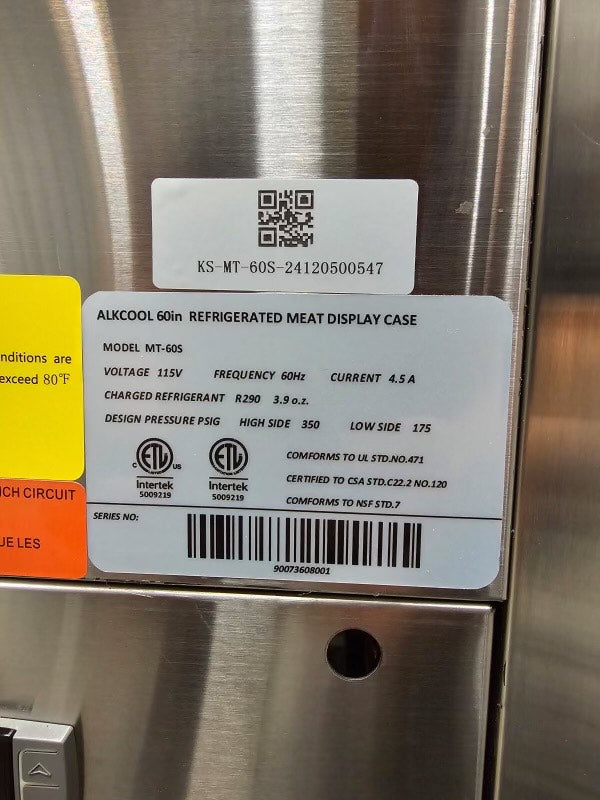 KS-MT-60S-24120500547
ALKCOOL 60in REFRIGERATED MEAT DISPLAY CASE
MODEL MT-60S
VOLTAGE 115V FREQUENCY 60Hz CURRENT 4.5 A
CHARGED REFRIGERANT R290 3.9 o.z.
DESIGN PRESSURE PSIG HIGH SIDE 350 LOW SIDE 175
C ETL US
Intertek
5009219
ETL
Intertek
5009219
COMFORMS TO UL STD.NO.471
CERTIFIED TO CSA STD.C22.2 NO.120
COMFORMS TO NSF STD.7
SERIES NO:
90073608001
nditions are
exceed 80°F
NCH CIRCUIT
UE LES